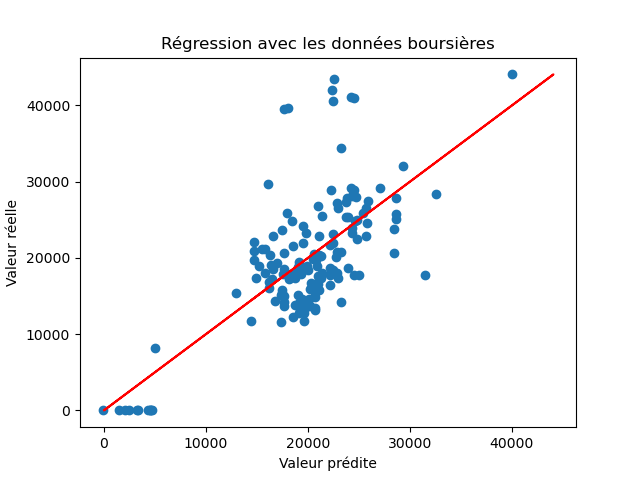 Régression avec les données boursières
Valeur réelle
40000
30000
20000
10000
0
0 10000 20000 30000 40000
Valeur prédite